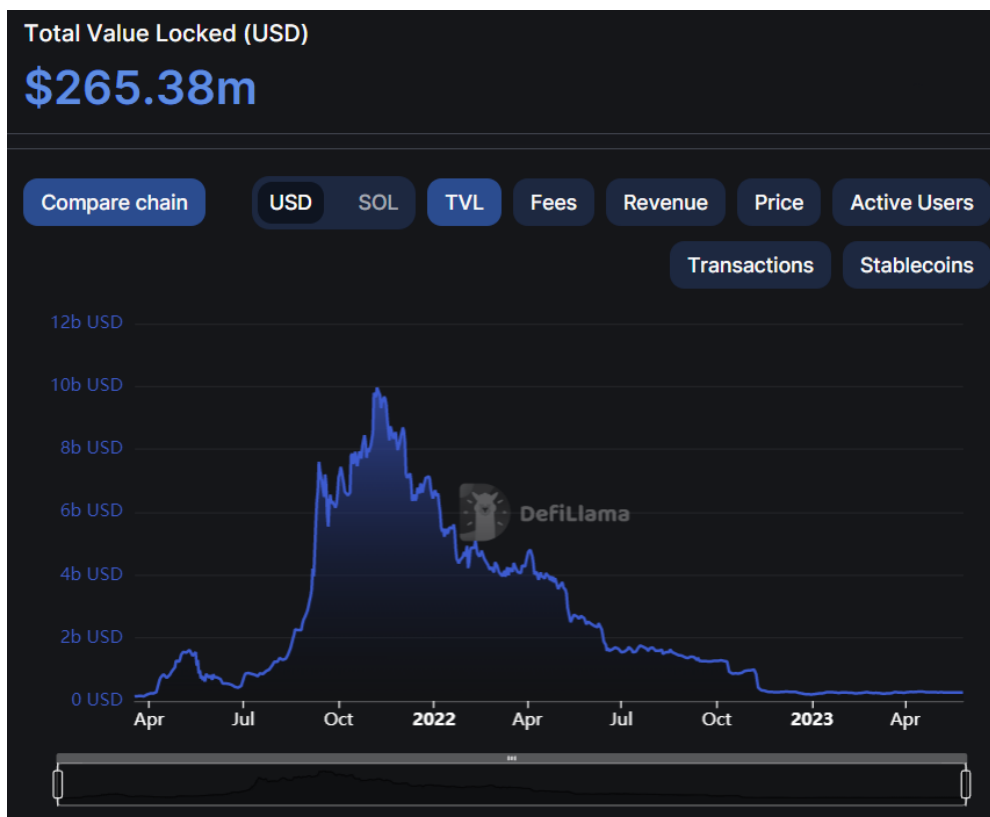 Total Value Locked (USD)
$265.38m
Compare chain USD SOL TVL Fees Revenue Price Active Users
Transactions Stablecoins
12b USD
10b USD
8b USD
6b USD
4b USD
2b USD
0 USD
DefiLlama
Apr Jul Oct 2022 Apr Jul Oct 2023 Apr